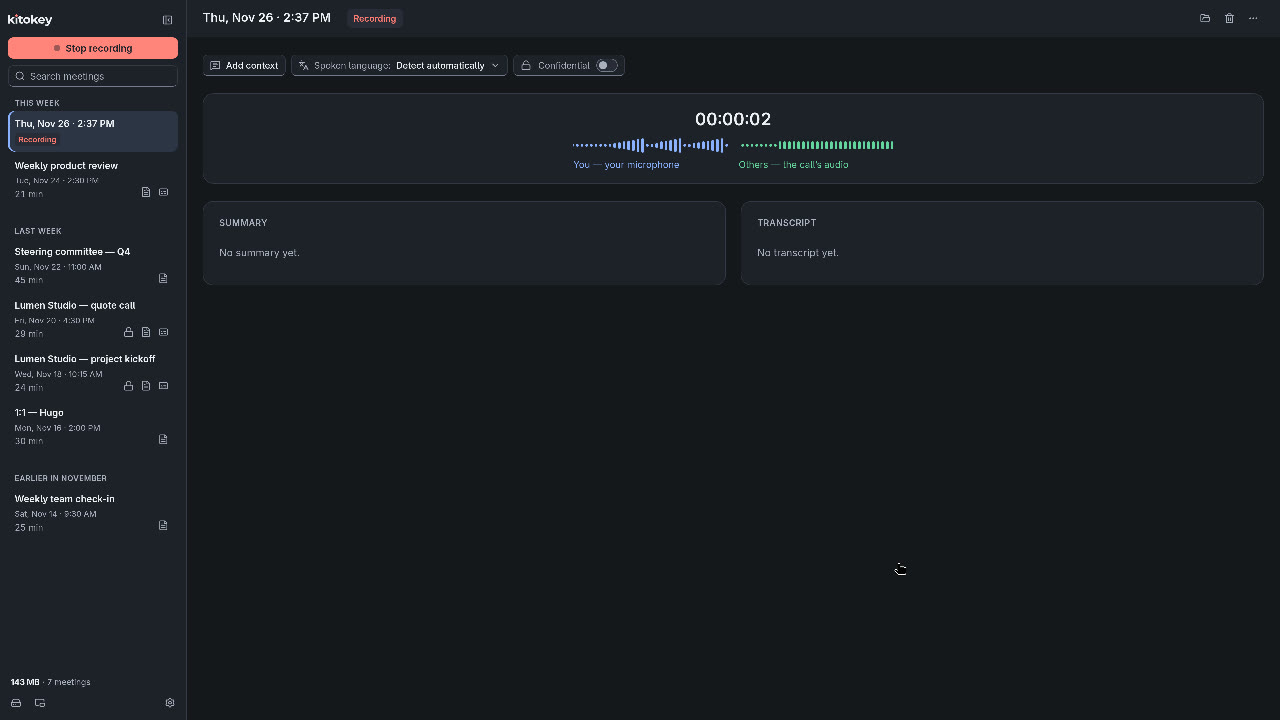 kitokey
Stop recording
Search meetings
THIS WEEK
Thu, Nov 26 · 2:37 PM
Recording
Weekly product review
Tue, Nov 24 · 2:30 PM
21 min
LAST WEEK
Steering committee — Q4
Sun, Nov 22 · 11:00 AM
45 min
Lumen Studio — quote call
Fri, Nov 20 · 4:30 PM
29 min
Lumen Studio — project kickoff
Wed, Nov 18 · 10:15 AM
24 min
1:1 — Hugo
Mon, Nov 16 · 2:00 PM
30 min
EARLIER IN NOVEMBER
Weekly team check-in
Sat, Nov 14 · 9:30 AM
25 min
143 MB · 7 meetings
Thu, Nov 26 · 2:37 PM
Recording
Add context
Spoken language: Detect automatically
Confidential
00:00:02
You — your microphone
Others — the call's audio
SUMMARY
No summary yet.
TRANSCRIPT
No transcript yet.